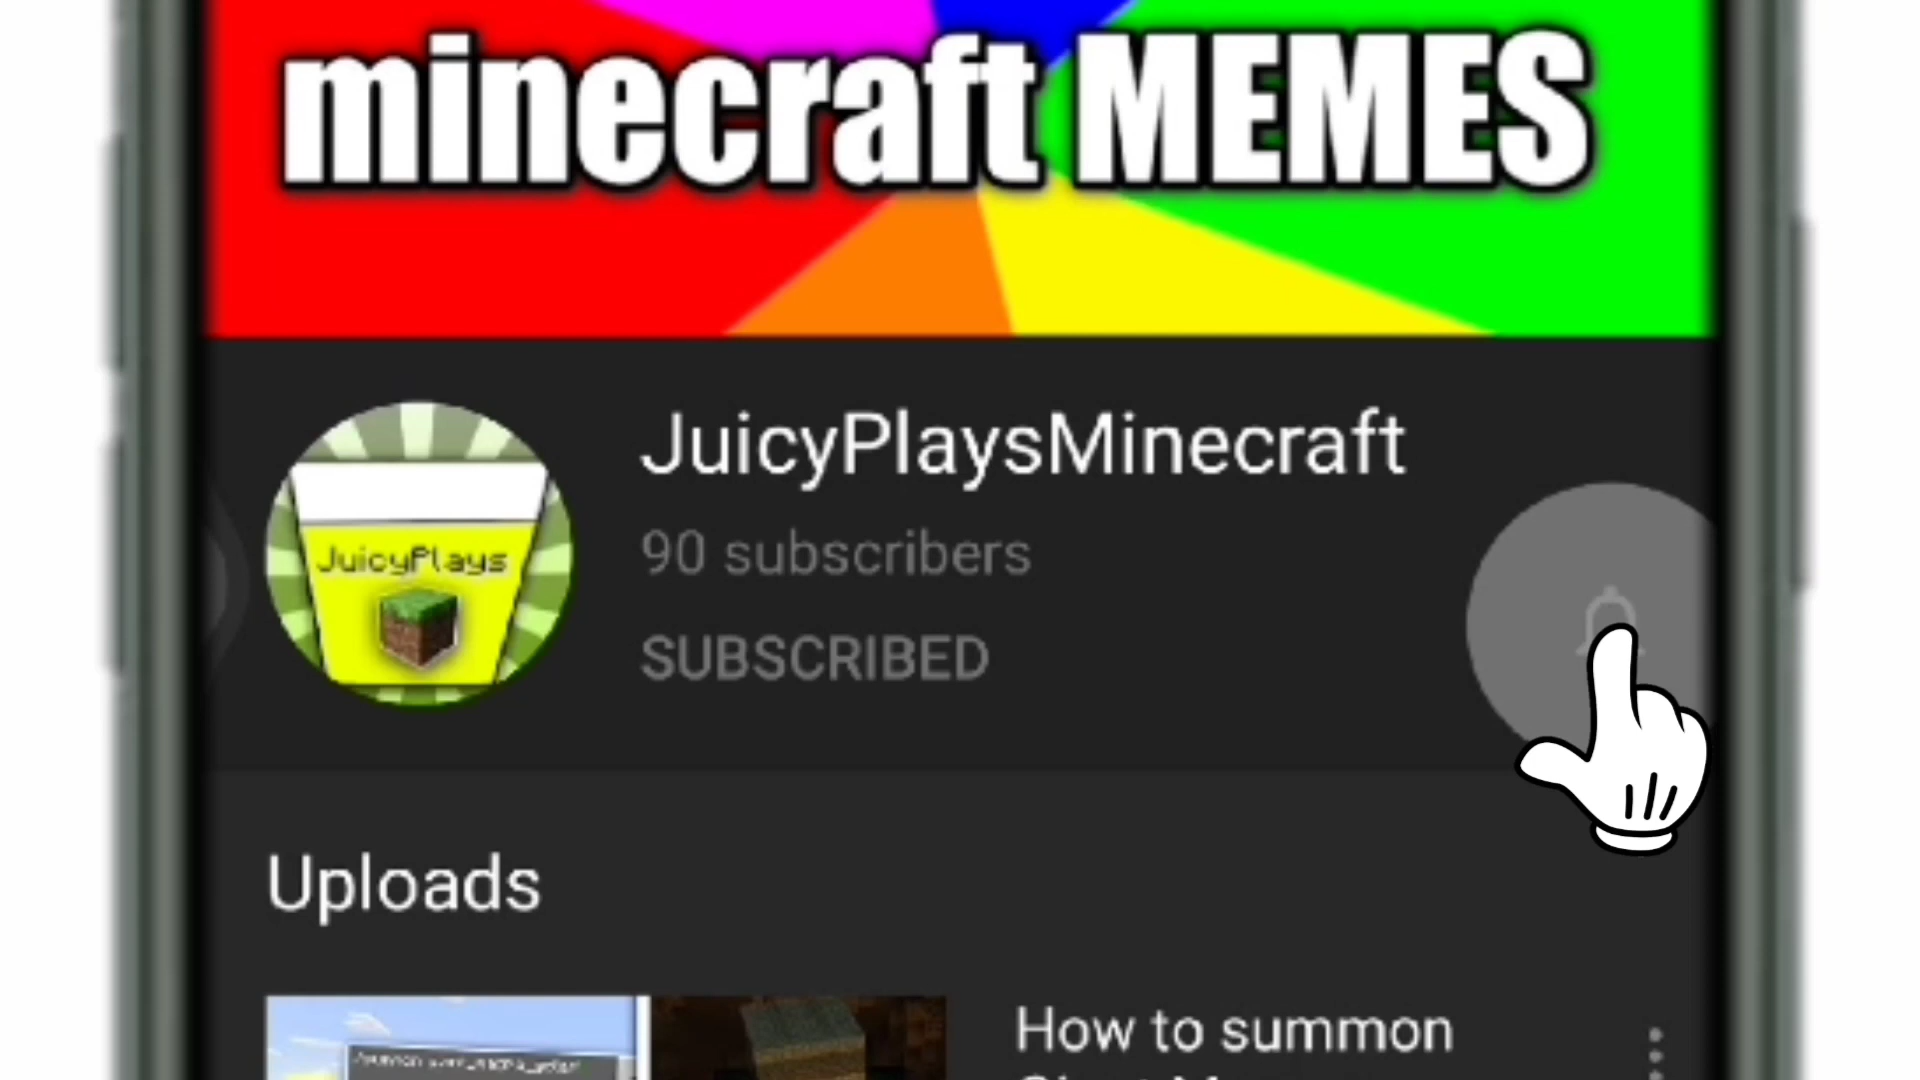 minecraft MEMES
JuicyPlaysMinecraft
90 subscribers
JuicyPlays
SUBSCRIBED
Uploads
How to summon